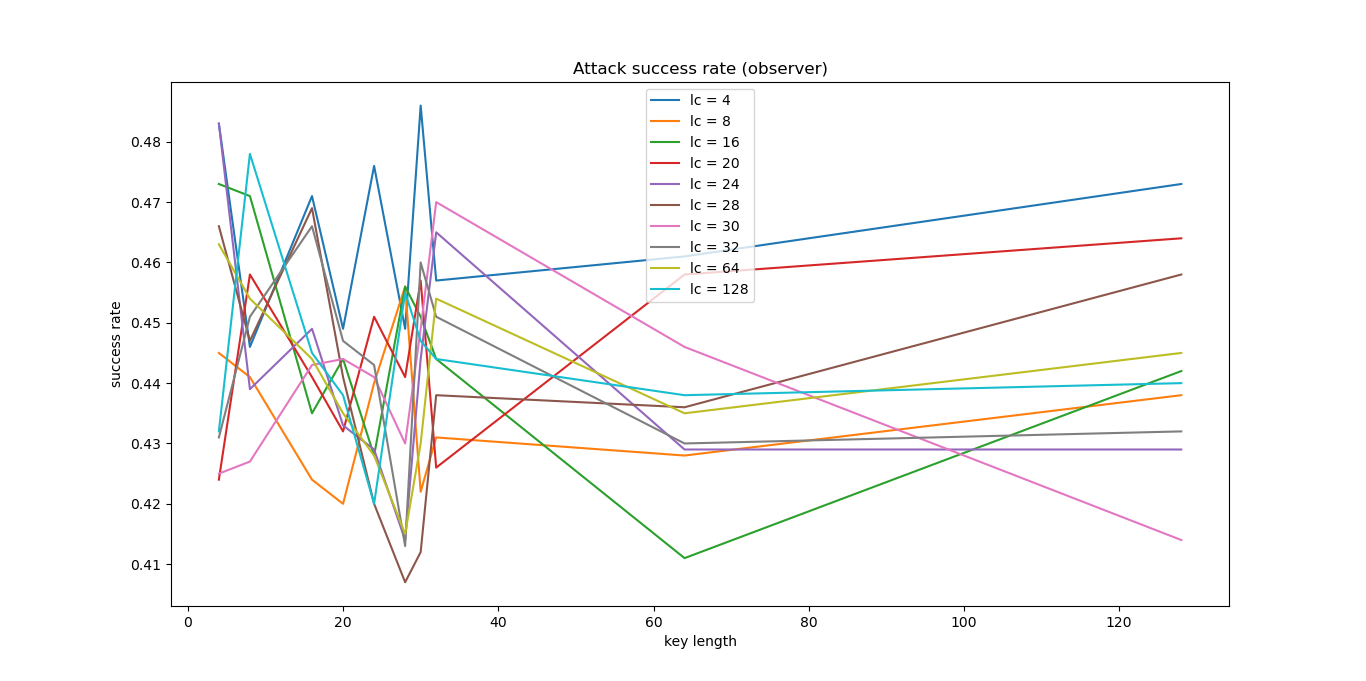 Attack success rate (observer)
lc = 4
lc = 8
lc = 16
lc = 20
lc = 24
lc = 28
lc = 30
lc = 32
lc = 64
lc = 128
success rate
0.48
0.47
0.46
0.45
0.44
0.43
0.42
0.41
0 20 40 60 80 100 120
key length